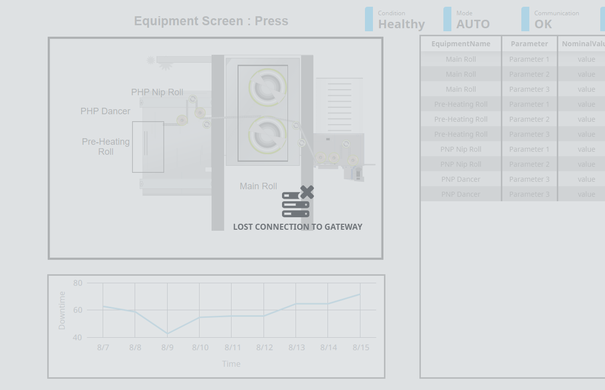 Equipment Screen : Press
Condition
Healthy
Mode
AUTO
Communication
OK
PHP Nip Roll
PHP Dancer
Pre-Heating
Roll
Main Roll
LOST CONNECTION TO GATEWAY
EquipmentName Parameter NominalValu
Main Roll Parameter 1 value
Main Roll Parameter 2 value
Main Roll Parameter 3 value
Pre-Heating Roll Parameter 1 value
Pre-Heating Roll Parameter 2 value
Pre-Heating Roll Parameter 3 value
PNP Nip Roll Parameter 1 value
PNP Nip Roll Parameter 3 value
PNP Dancer Parameter 3 value
PNP Dancer Parameter 3 value
Downtime
80
60
40
8/7 8/8 8/9 8/10 8/11 8/12 8/13 8/14 8/15
Time